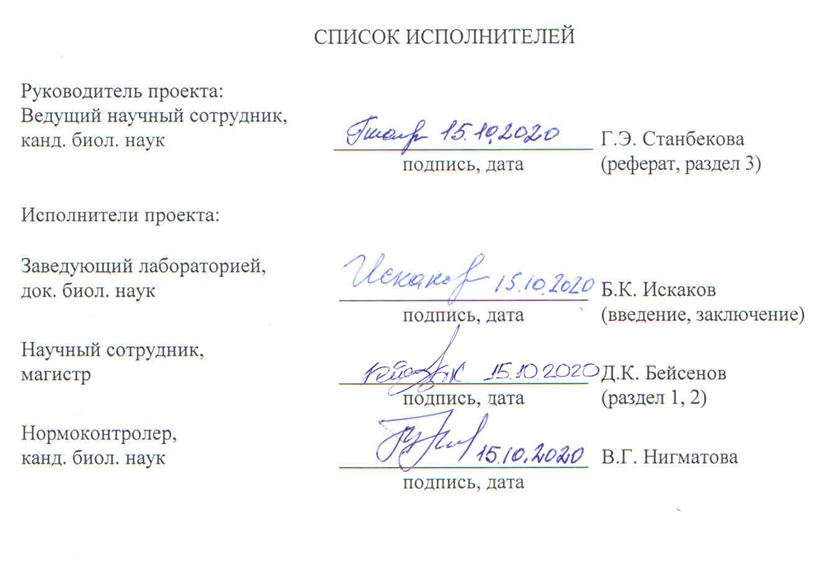 СПИСОК ИСПОЛНИТЕЛЕЙ
Руководитель проекта:
Ведущий научный сотрудник,
канд. биол. наук 15.10.2020 Г.Э. Станбекова
подпись, дата (реферат, раздел 3)
Исполнители проекта:
Заведующий лабораторией,
док. биол. наук Искаков 15.10.2020 Б.К. Искаков
подпись, дата (введение, заключение)
Научный сотрудник,
магистр 15.10.2020 Д.К. Бейсенов
подпись, дата (раздел 1, 2)
Нормоконтролер,
канд. биол. наук 15.10.2020 В.Г. Нигматова
подпись, дата